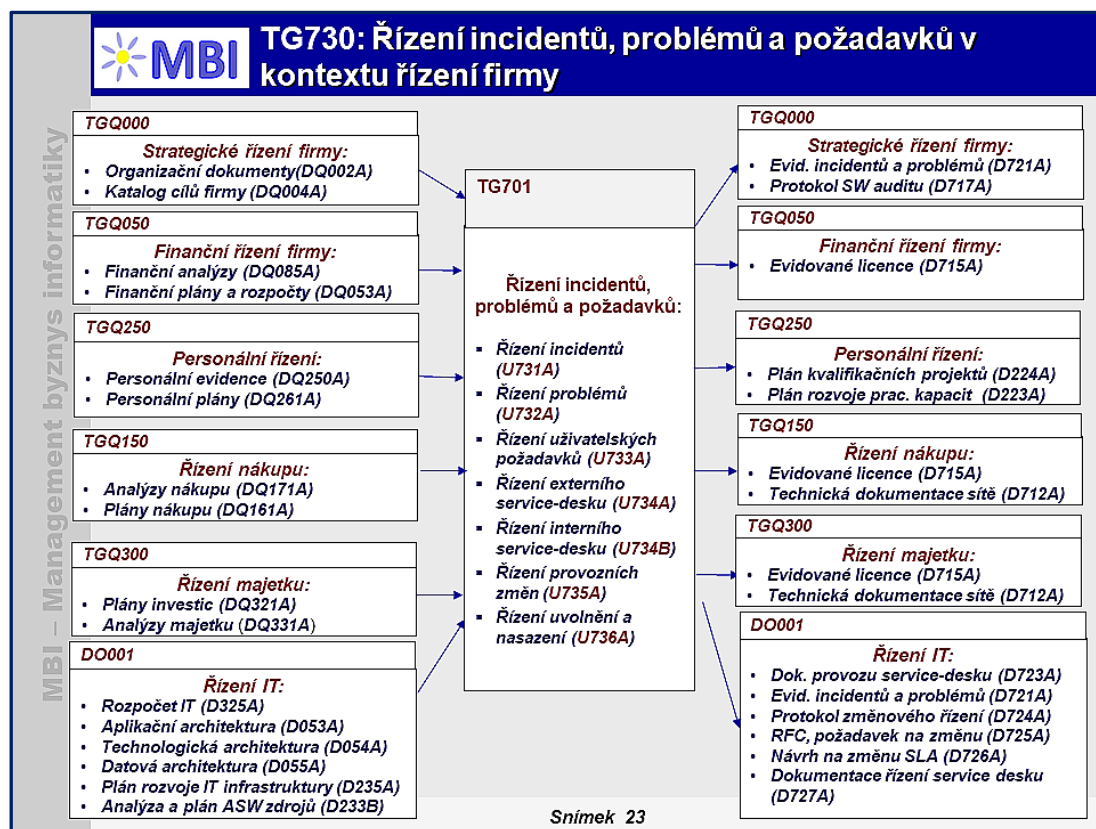 MBI – Management byznys informatiky
MBI
TG730: Řízení incidentů, problémů a požadavků v
kontextu řízení firmy
TGQ000
Strategické řízení firmy:
• Organizační dokumenty(DQ002A)
• Katalog cílů firmy (DQ004A)
TGQ050
Finanční řízení firmy:
• Finanční analýzy (DQ085A)
• Finanční plány a rozpočty (DQ053A)
TGQ250
Personální řízení:
• Personální evidence (DQ250A)
• Personální plány (DQ261A)
TGQ150
Řízení nákupu:
• Analýzy nákupu (DQ171A)
• Plány nákupu (DQ161A)
TGQ300
Řízení majetku:
• Plány investic (DQ321A)
• Analýzy majetku (DQ331A)
DO001
Řízení IT:
• Rozpočet IT (D325A)
• Aplikační architektura (D053A)
• Technologická architektura (D054A)
• Datová architektura (D055A)
• Plán rozvoje IT infrastruktury (D235A)
• Analýza a plán ASW zdrojů (D233B)
TG701
Řízení incidentů,
problémů a požadavků:
▪ Řízení incidentů
(U731A)
▪ Řízení problémů
(U732A)
▪ Řízení uživatelských
požadavků (U733A)
▪ Řízení externího
service-desku (U734A)
▪ Řízení interního
service-desku (U734B)
▪ Řízení provozních
změn (U735A)
▪ Řízení uvolnění a
nasazení (U736A)
TGQ000
Strategické řízení firmy:
• Evid. incidentů a problémů (D721A)
• Protokol SW auditu (D717A)
TGQ050
Finanční řízení firmy:
• Evidované licence (D715A)
TGQ250
Personální řízení:
• Plán kvalifikačních projektů (D224A)
• Plán rozvoje prac. kapacit (D223A)
TGQ150
Řízení nákupu:
• Evidované licence (D715A)
• Technická dokumentace sítě (D712A)
TGQ300
Řízení majetku:
• Evidované licence (D715A)
• Technická dokumentace sítě (D712A)
DO001
Řízení IT:
• Dok. provozu service-desku (D723A)
• Evid. incidentů a problémů (D721A)
• Protokol změnového řízení (D724A)
• RFC, požadavek na změnu (D725A)
• Návrh na změnu SLA (D726A)
• Dokumentace řízení service desku
(D727A)
Snímek 23